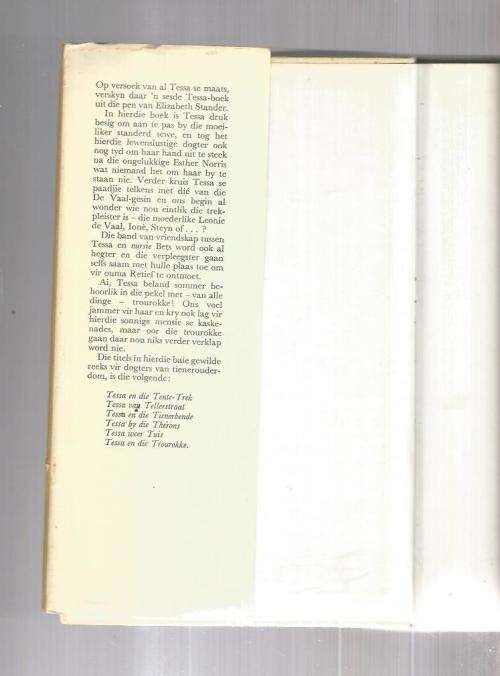 Op versoek van al Tessa se maats,
verskyn daar 'n sesde Tessa-boek
uit die pen van Elizabeth Stander.
In hierdie boek is Tessa druk
besig om aan te pas by die moei-
liker standerd sewe, en tog het
hierdie lewenslustige dogter ook
nog tyd om haar hand uit te steek
na die ongelukkige Esther Norris
wat niemand het om haar by te
staan nie. Verder kruis Tessa se
paadjie telkens met dié van die
De Vaal-gesin en ons begin al
wonder wie nou eintlik die trek-
pleister is – die moederlike Leonie
de Vaal, Ioné, Steyn of . . . ?
Die band van vriendskap tussen
Tessa en nursie Bets word ook al
hegter en die verpleegster gaan
selfs saam met hulle plaas toe om
vir ouma Retief te ontmoet.
Ai, Tessa beland sommer be-
hoorlik in die pekel met – van alle
dinge – trourokke! Ons voel
jammer vir haar en kry ook lag vir
hierdie sonnige mensie se kaske-
nades, maar oor die trourokke
gaan daar nou niks verder verklap
word nie.
Die titels in hierdie baie gewilde
reeks vir dogters van tienerouder-
dom, is die volgende:
Tessa en die Tente-Trek
Tessa van Tellerstraat
Tessa en die Tienerbende
Tessa by die Therons
Tessa weer Tuis
Tessa en die Trourokke.